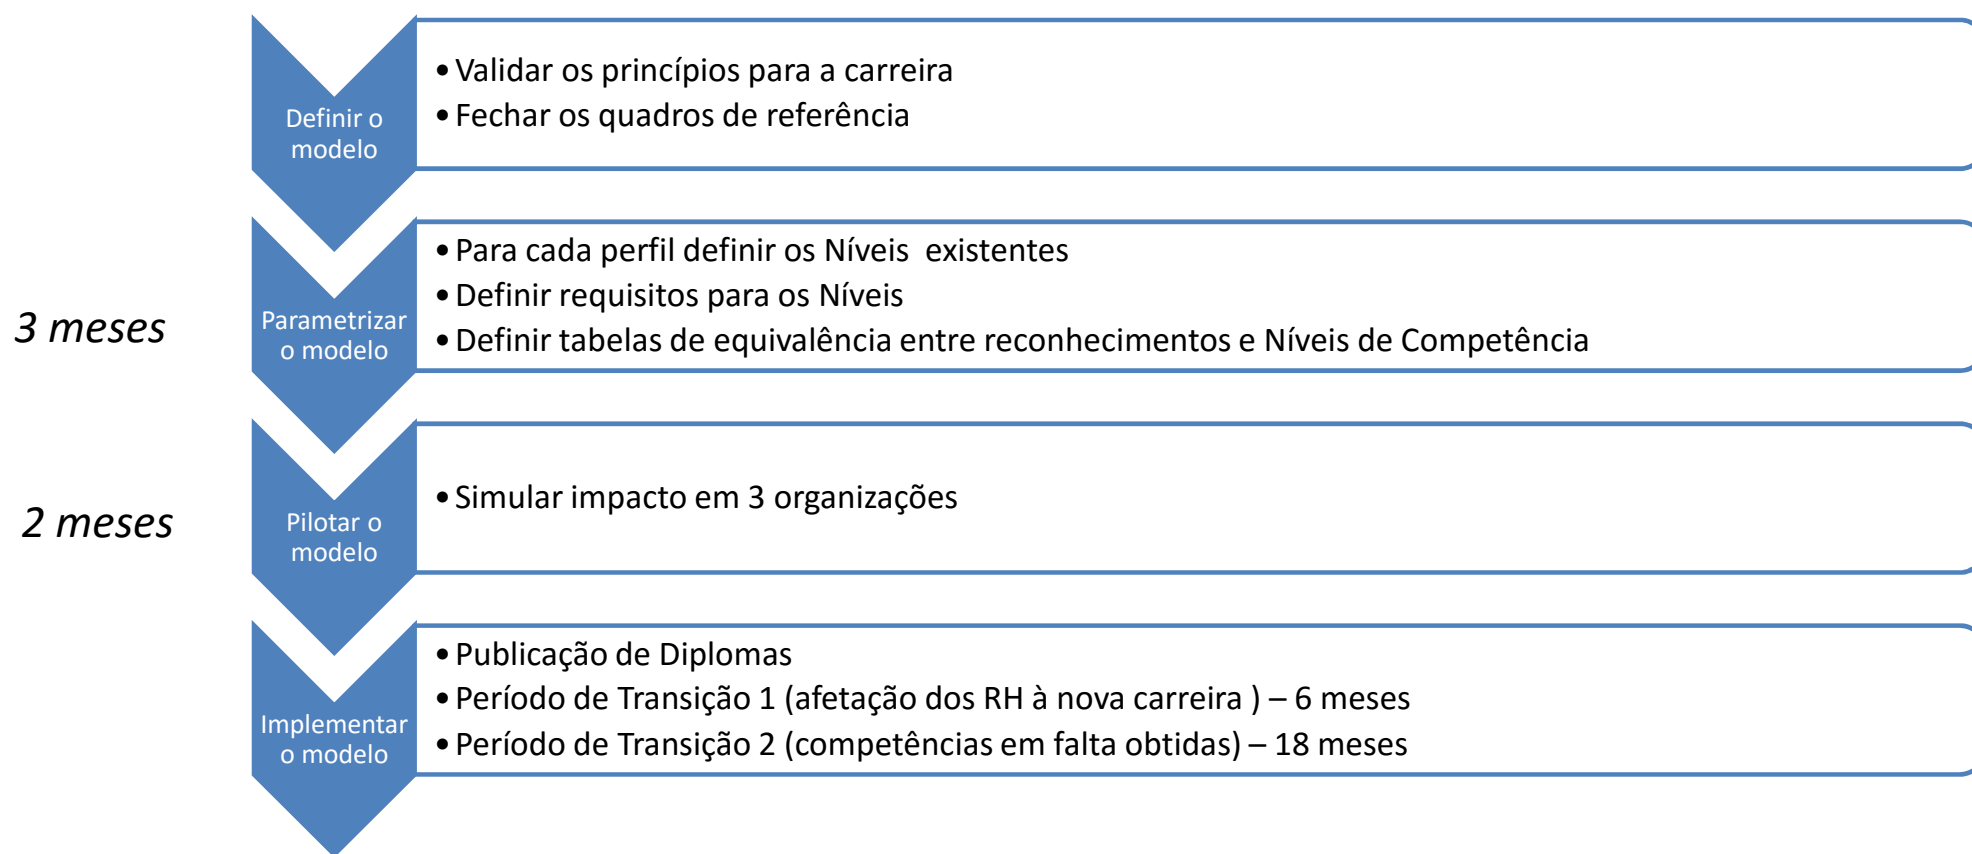 Definir o
modelo
• Validar os princípios para a carreira
• Fechar os quadros de referência
3 meses
Parametrizar
o modelo
• Para cada perfil definir os Níveis  existentes
• Definir requisitos para os Níveis
• Definir tabelas de equivalência entre reconhecimentos e Níveis de Competência
2 meses
Pilotar o
modelo
• Simular impacto em 3 organizações
Implementar
o modelo
• Publicação de Diplomas
• Período de Transição 1 (afetação dos RH à nova carreira ) – 6 meses
• Período de Transição 2 (competências em falta obtidas) – 18 meses